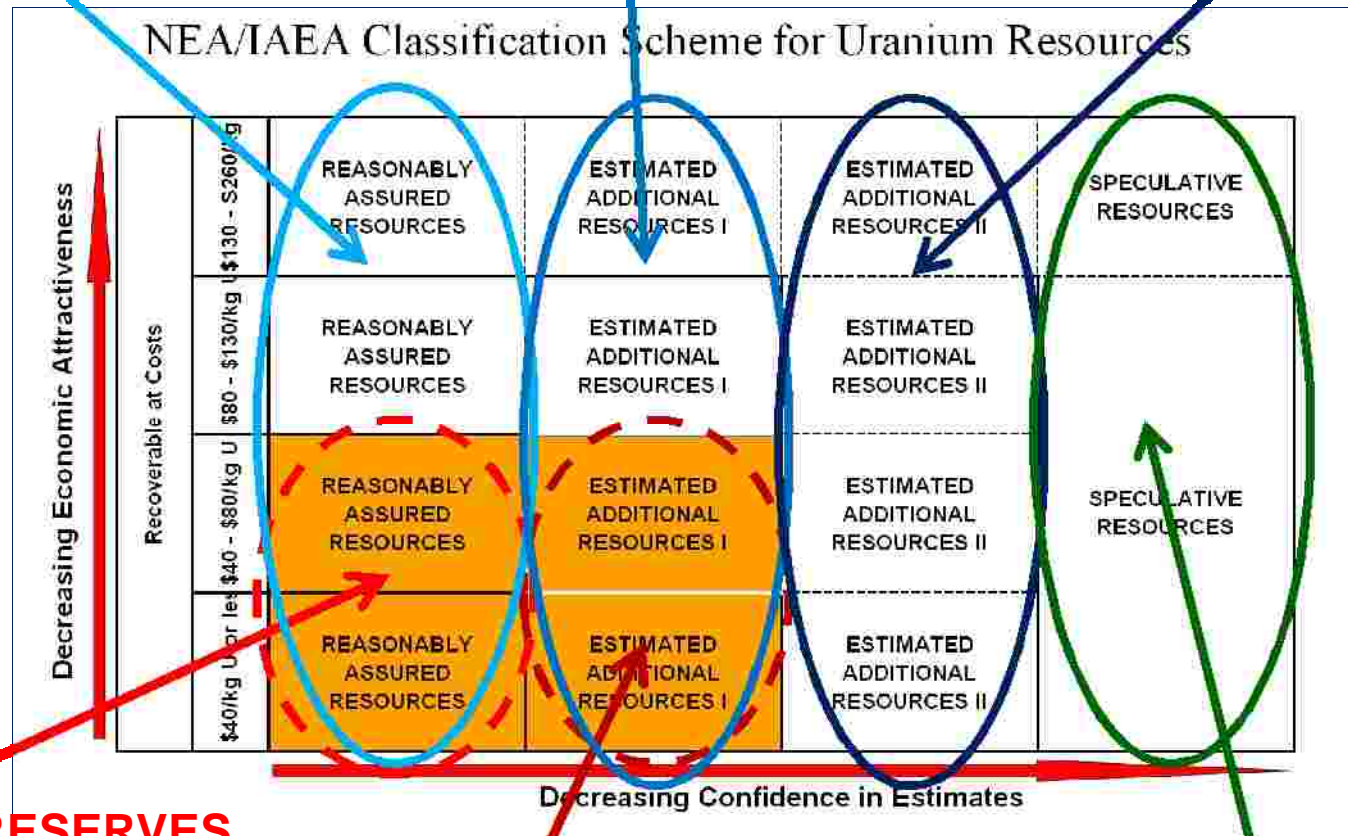 NEA/IAEA Classification Scheme for Uranium Resources
Decreasing Economic Attractiveness
Recoverable at Costs
$130 - $260/kg U
REASONABLY
ASSURED
RESOURCES
ESTIMATED
ADDITIONAL
RESOURCES I
ESTIMATED
ADDITIONAL
RESOURCES II
SPECULATIVE
RESOURCES
$80 - $130/kg U
REASONABLY
ASSURED
RESOURCES
ESTIMATED
ADDITIONAL
RESOURCES I
ESTIMATED
ADDITIONAL
RESOURCES II
$40 - $80/kg U
REASONABLY
ASSURED
RESOURCES
ESTIMATED
ADDITIONAL
RESOURCES I
ESTIMATED
ADDITIONAL
RESOURCES II
SPECULATIVE
RESOURCES
$40/kg U or les
REASONABLY
ASSURED
RESOURCES
ESTIMATED
ADDITIONAL
RESOURCES I
ESTIMATED
ADDITIONAL
RESOURCES II
Decreasing Confidence in Estimates
RESERVES